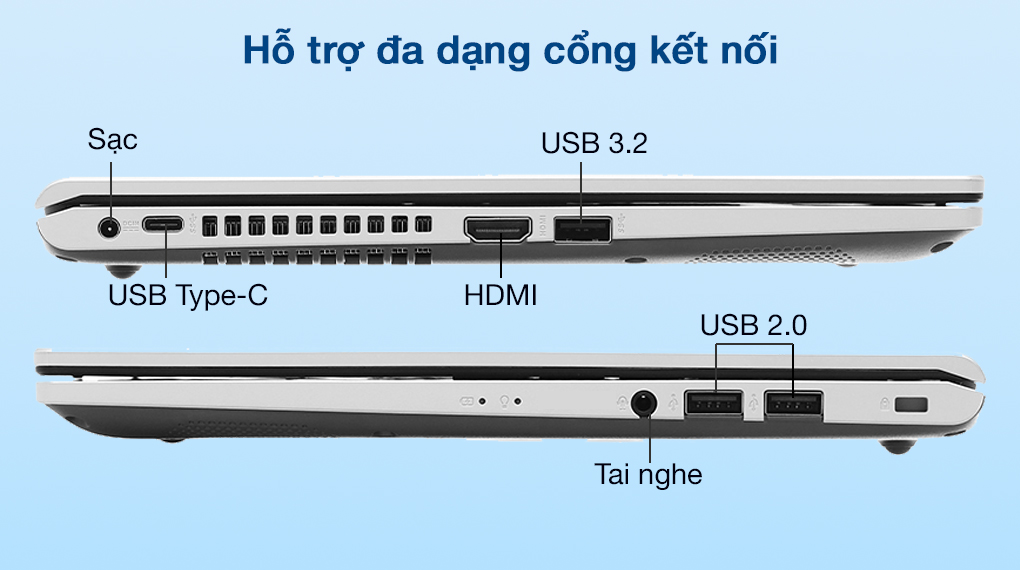 Hỗ trợ đa dạng cổng kết nối
Sạc
USB 3.2
HDMI
USB Type-C
HDMI
USB 2.0
Tai nghe